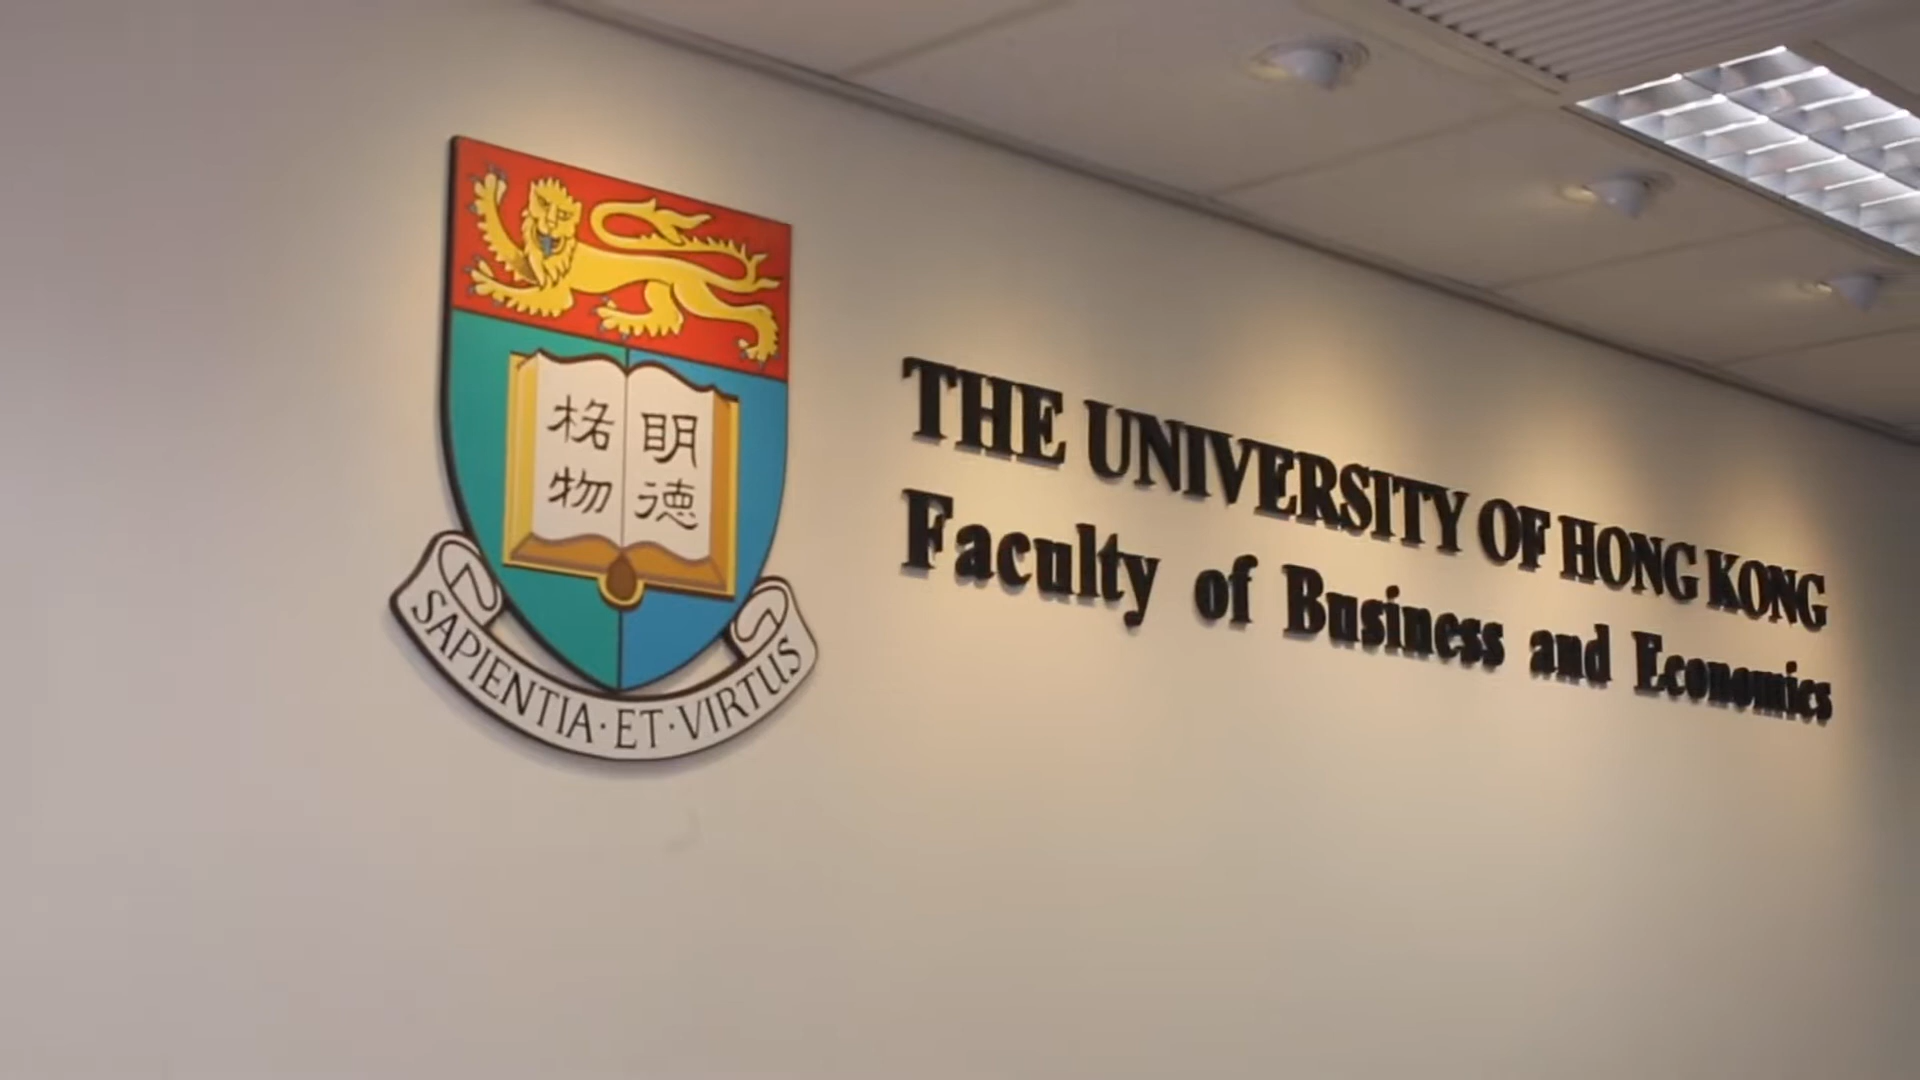 明德
格物
SAPIENTIA·ET·VIRTUS
THE UNIVERSITY OF HONG KONG
Faculty of Business and Economics